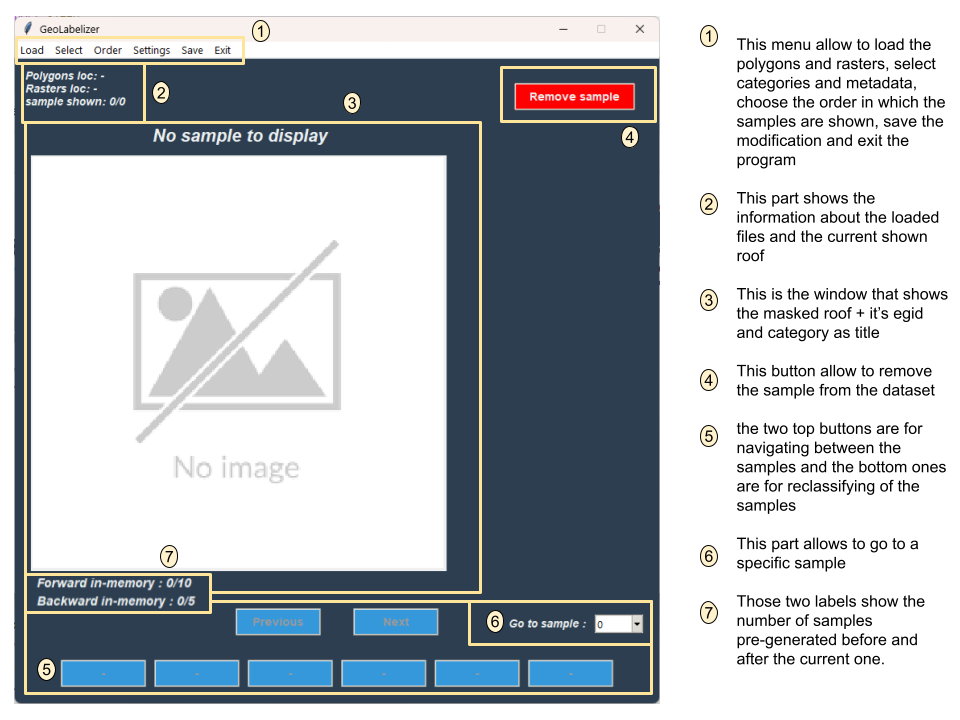 GeoLabelizer
1
Load Select Order Settings Save Exit
Polygons loc: -
Rasters loc: -
sample shown: 0/0
2
3
Remove sample
4
No sample to display
No image
7
Forward in-memory : 0/10
Backward in-memory : 0/5
Previous
Next
6
Go to sample :
0
5
- - - - - -
1
This menu allow to load the
polygons and rasters, select
categories and metadata,
choose the order in which the
samples are shown, save the
modification and exit the
program
2
This part shows the
information about the loaded
files and the current shown
roof
3
This is the window that shows
the masked roof + it's egid
and category as title
4
This button allow to remove
the sample from the dataset
5
the two top buttons are for
navigating between the
samples and the bottom ones
are for reclassifying of the
samples
6
This part allows to go to a
specific sample
7
Those two labels show the
number of samples
pre-generated before and
after the current one.